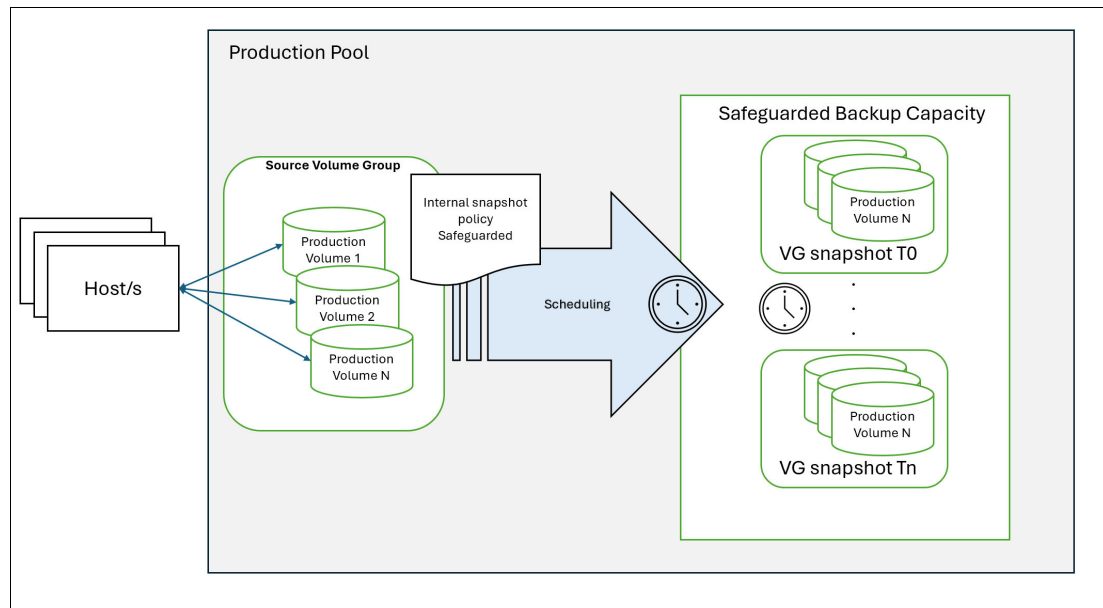 Production Pool
Source Volume Group
Production
Volume 1
Production
Volume 2
Production
Volume N
Host/s
Internal snapshot
policy
Safeguarded
Scheduling
Safeguarded Backup Capacity
Production
Volume N
VG snapshot T0
Production
Volume N
VG snapshot Tn